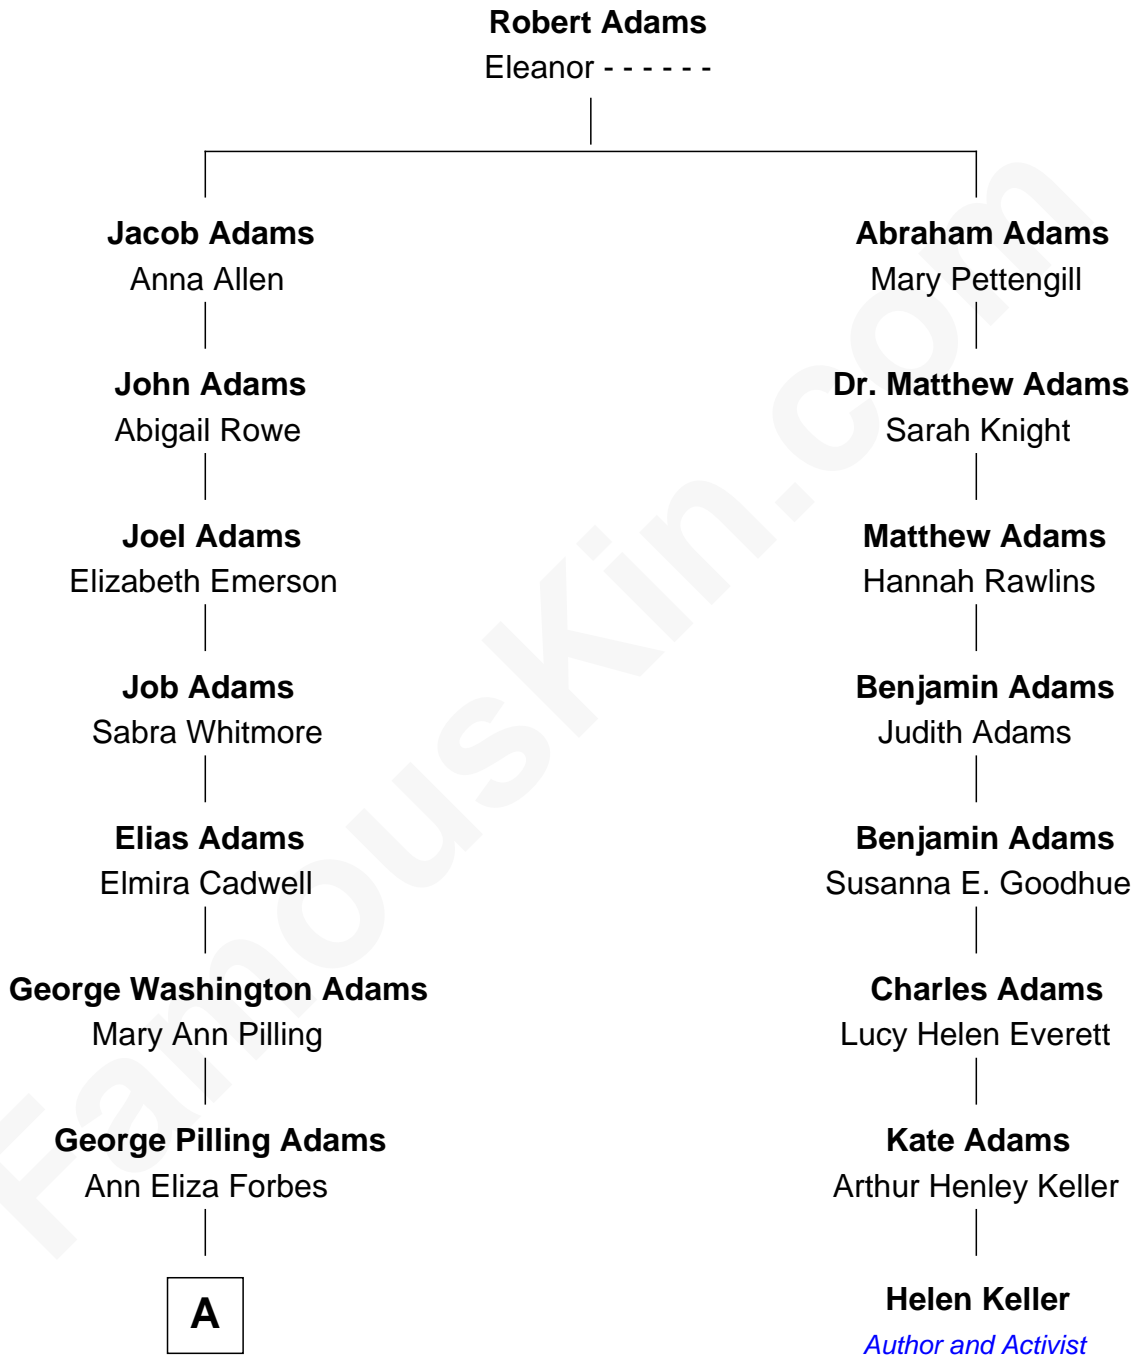 Robert Adams
Eleanor - - - - - -
Jacob Adams
Anna Allen
Abraham Adams
Mary Pettengill
John Adams
Abigail Rowe
Dr. Matthew Adams
Sarah Knight
Joel Adams
Elizabeth Emerson
Matthew Adams
Hannah Rawlins
Job Adams
Sabra Whitmore
Benjamin Adams
Judith Adams
Elias Adams
Elmira Cadwell
Benjamin Adams
Susanna E. Goodhue
George Washington Adams
Mary Ann Pilling
Charles Adams
Lucy Helen Everett
George Pilling Adams
Ann Eliza Forbes
Kate Adams
Arthur Henley Keller
A
Helen Keller
Author and Activist
FamousKin.com